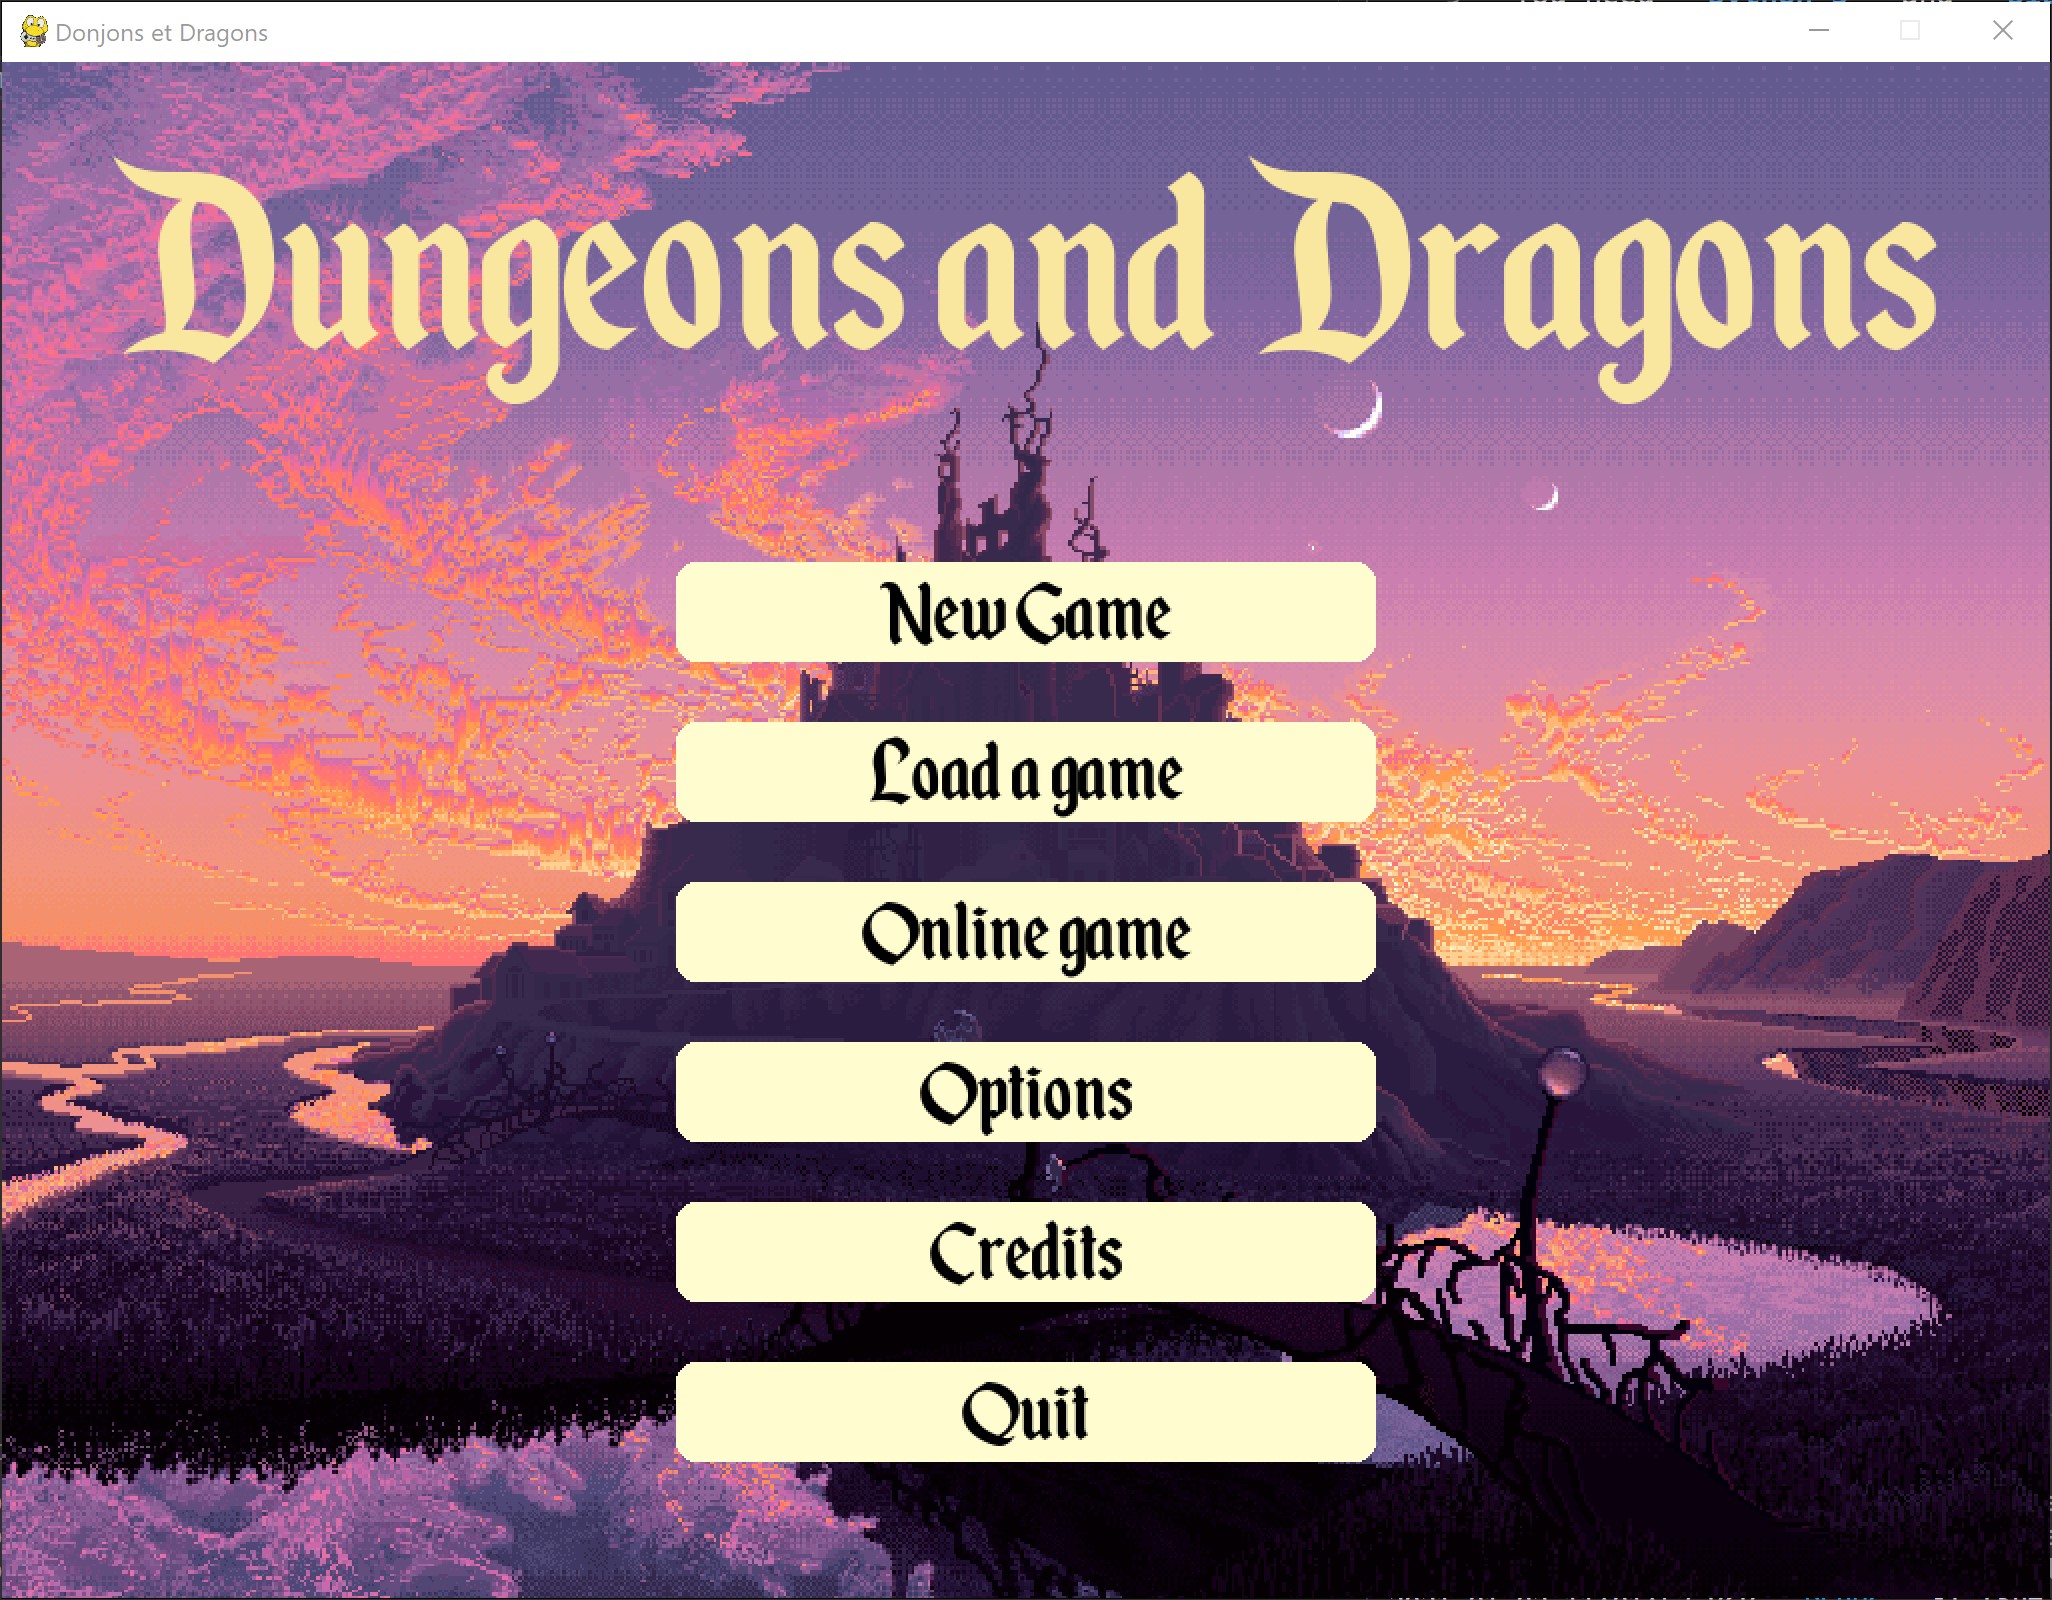 Donjons et Dragons
Dungeons and Dragons
New Game
Load a game
Online game
Options
Credits
Quit